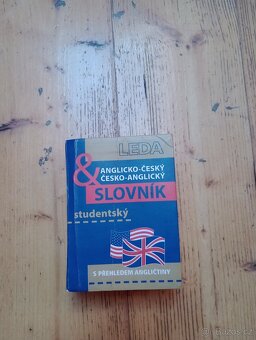 LEDA
&
ANGLICKO-ČESKÝ
ČESKO-ANGLICKÝ
SLOVNÍK
studentský
S PŘEHLEDEM ANGLIČTINY